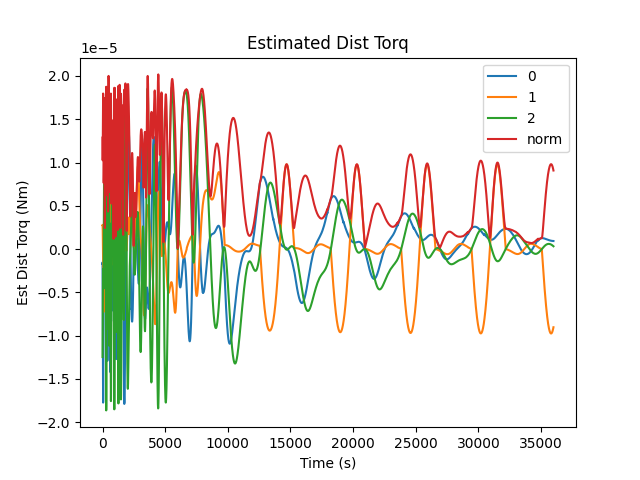 Estimated Dist Torq
1e−5
Est Dist Torq (Nm)
2.0
1.5
1.0
0.5
0.0
−0.5
−1.0
−1.5
−2.0
0
1
2
norm
0 5000 10000 15000 20000 25000 30000 35000
Time (s)